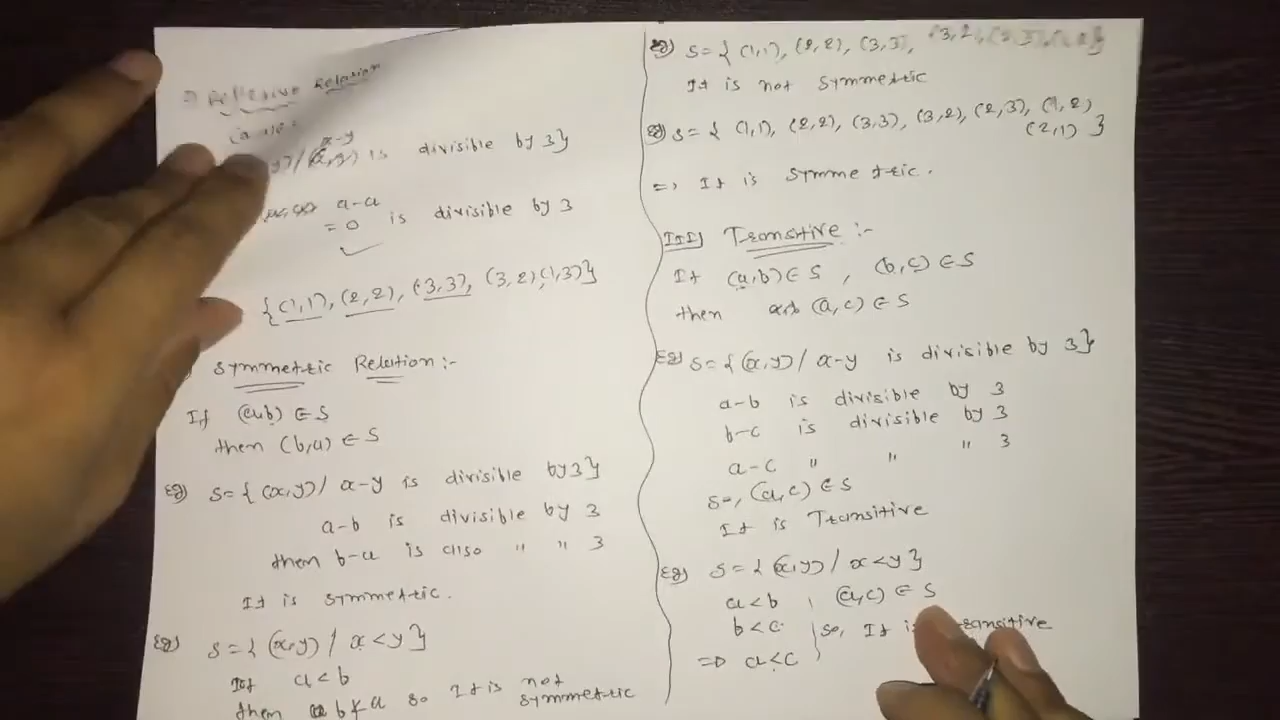 Reflexive Relation
x-y
is divisible by 3}
a-a
= 0 is divisible by 3
{(1,1), (2,2), (3,3), (3,2), (1,3)}
Symmetric Relation:-
If (a,b) ∈ S
then (b,a) ∈ S
Eg) S={(x,y)/ x-y is divisible by 3}
a-b is divisible by 3
then b-a is also " " 3
It is symmetric.
Eg) S={(x,y) / x<y}
If a<b
then b≮a so It is not
symmetric
Eg) S={(1,1), (2,2), (3,3),
It is not symmetric
Eg) S={(1,1), (2,2), (3,3), (3,2), (2,3), (1,2)
(2,1) }
=> It is symmetric.
III) Transitive :-
If (a,b)∈S , (b,c)∈S
then (a,c)∈S
Eg) S={(x,y)/ x-y is divisible by 3}
a-b is divisible by 3
b-c is divisible by 3
a-c " " " 3
S=, (a,c)∈S
It is Transitive
Eg) S={(x,y)/ x<y}
a<b , (a,c)∈S
b<c so, It is
=> a<c